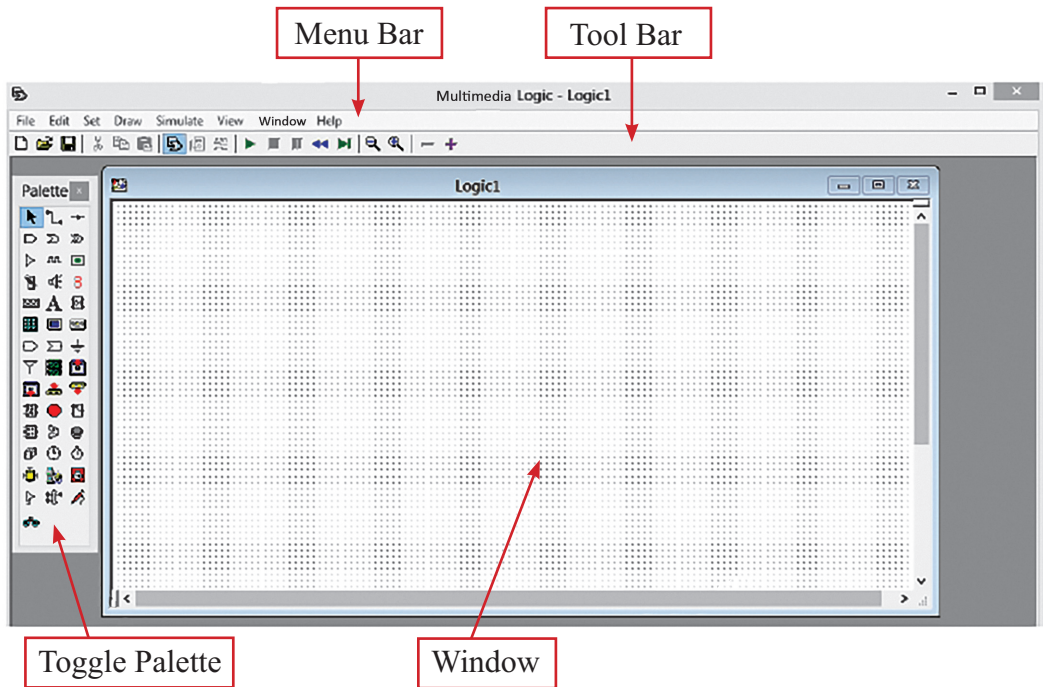 Menu Bar
Tool Bar
Multimedia Logic - Logic1
File Edit Set Draw Simulate View Window Help
Palette
Logic1
Toggle Palette
Window